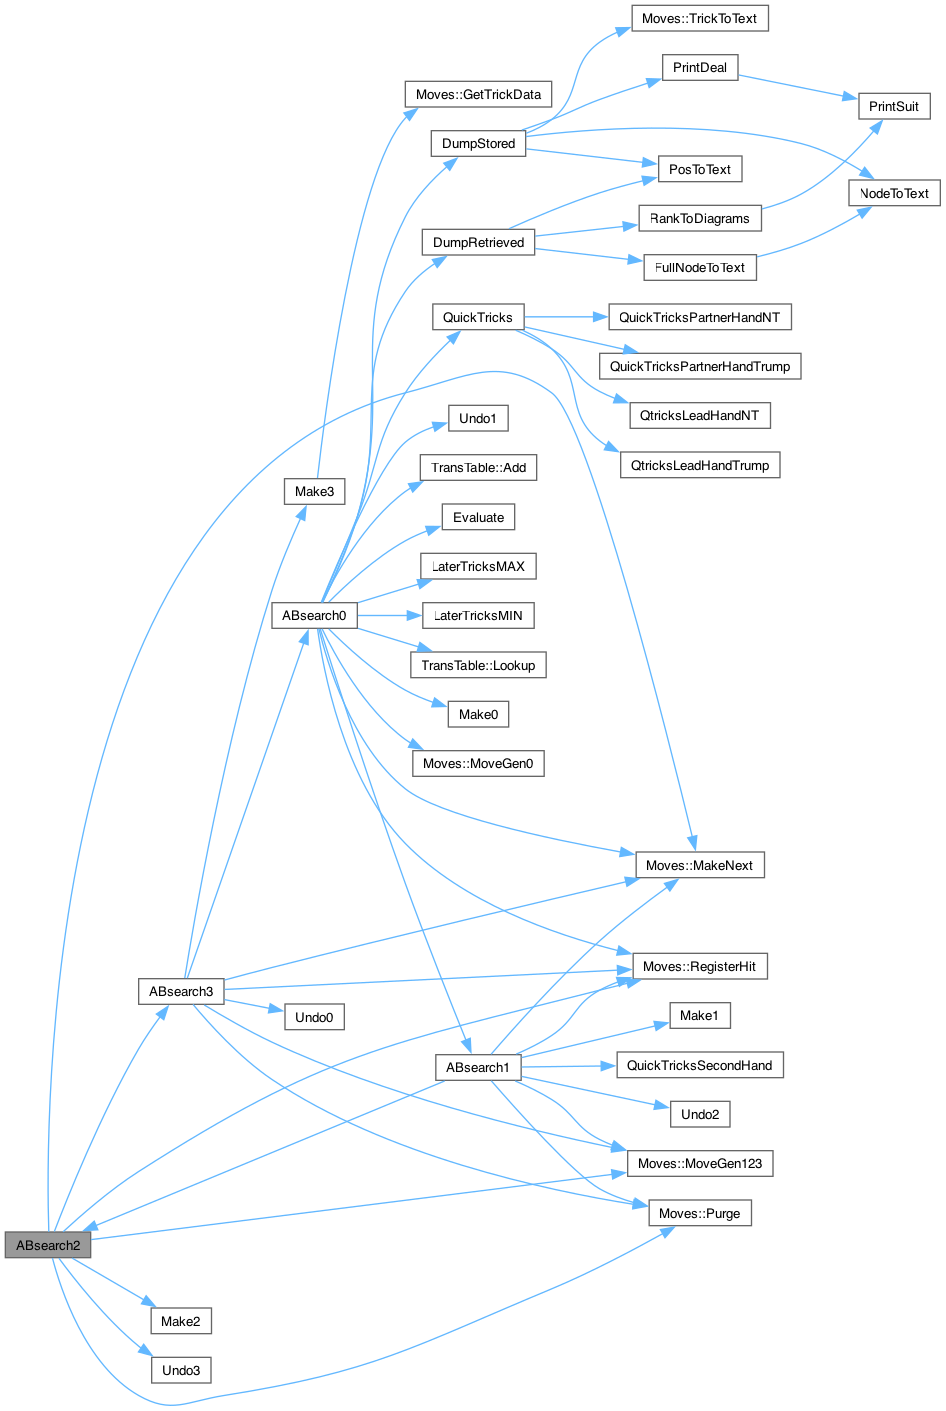 Moves::TrickToText
PrintDeal
Moves::GetTrickData
PrintSuit
DumpStored
PosToText
NodeToText
RankToDiagrams
DumpRetrieved
FullNodeToText
QuickTricks
QuickTricksPartnerHandNT
QuickTricksPartnerHandTrump
QtricksLeadHandNT
Undo1
QtricksLeadHandTrump
TransTable::Add
Make3
Evaluate
LaterTricksMAX
ABsearch0
LaterTricksMIN
TransTable::Lookup
Make0
Moves::MoveGen0
Moves::MakeNext
Moves::RegisterHit
ABsearch3
Undo0
Make1
ABsearch1
QuickTricksSecondHand
Undo2
Moves::MoveGen123
Moves::Purge
ABsearch2
Make2
Undo3